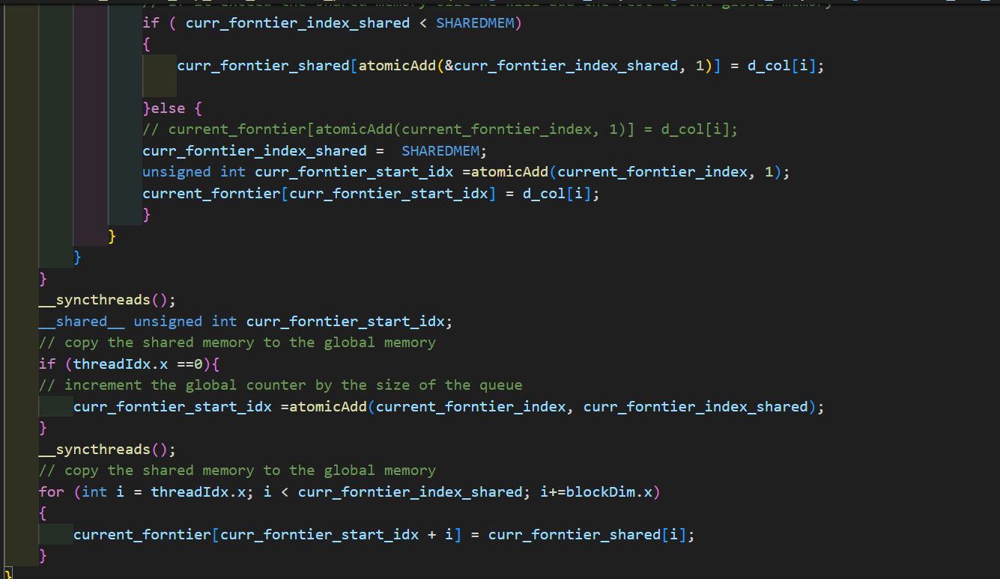 if ( curr_forntier_index_shared < SHAREDMEM)
{
curr_forntier_shared[atomicAdd(&curr_forntier_index_shared, 1)] = d_col[i];
}else {
// current_forntier[atomicAdd(current_forntier_index, 1)] = d_col[i];
curr_forntier_index_shared =  SHAREDMEM;
unsigned int curr_forntier_start_idx =atomicAdd(current_forntier_index, 1);
current_forntier[curr_forntier_start_idx] = d_col[i];
}
}
}
}
__syncthreads();
__shared__ unsigned int curr_forntier_start_idx;
// copy the shared memory to the global memory
if (threadIdx.x ==0){
// increment the global counter by the size of the queue
curr_forntier_start_idx =atomicAdd(current_forntier_index, curr_forntier_index_shared);
}
__syncthreads();
// copy the shared memory to the global memory
for (int i = threadIdx.x; i < curr_forntier_index_shared; i+=blockDim.x)
{
current_forntier[curr_forntier_start_idx + i] = curr_forntier_shared[i];
}
}